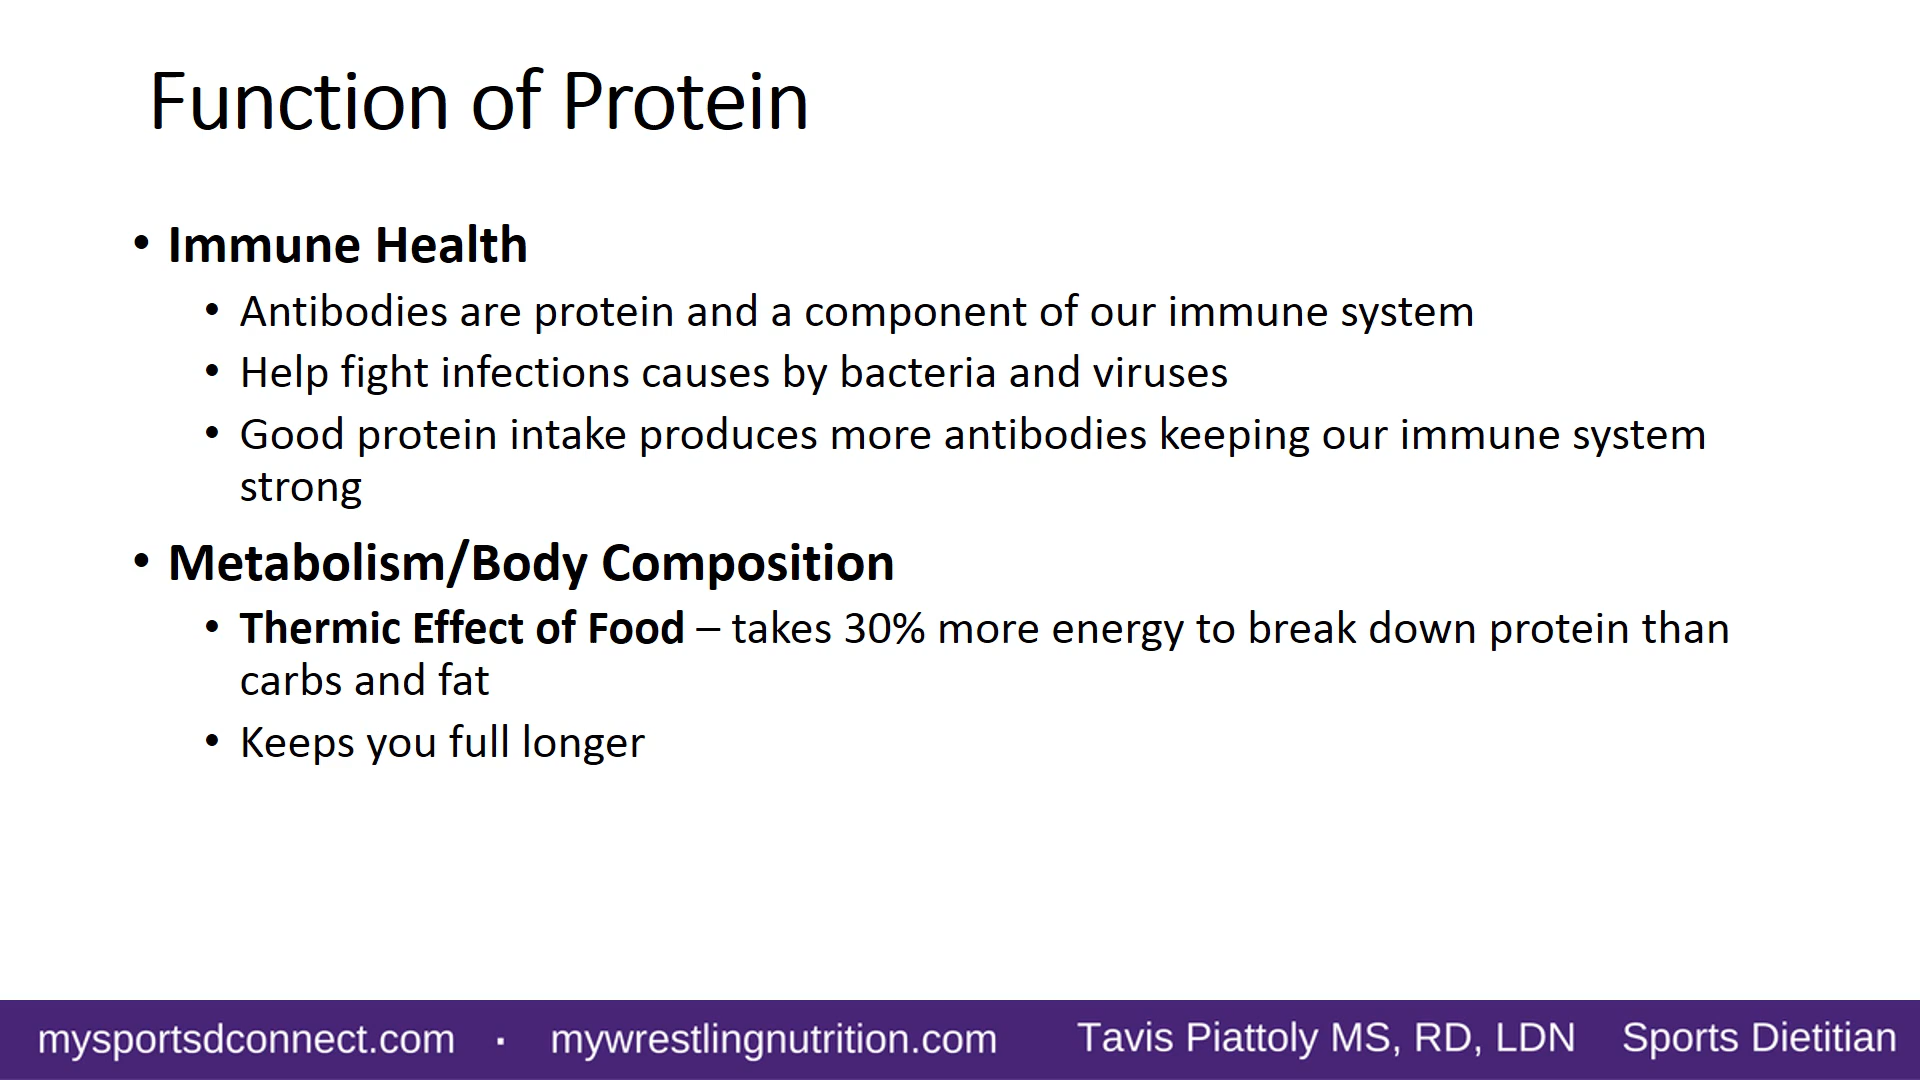 Function of Protein
• Immune Health
• Antibodies are protein and a component of our immune system
• Help fight infections causes by bacteria and viruses
• Good protein intake produces more antibodies keeping our immune system
strong
• Metabolism/Body Composition
• Thermic Effect of Food – takes 30% more energy to break down protein than
carbs and fat
• Keeps you full longer
mysportsdconnect.com · mywrestlingnutrition.com Tavis Piattoly MS, RD, LDN Sports Dietitian